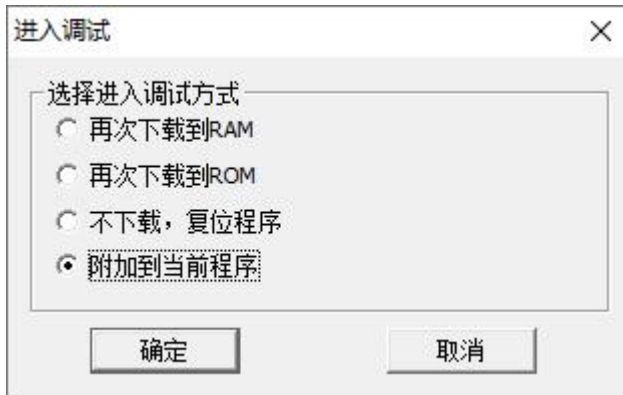 进入调试
选择进入调试方式
再次下载到RAM
再次下载到ROM
不下载，复位程序
附加到当前程序
确定
取消